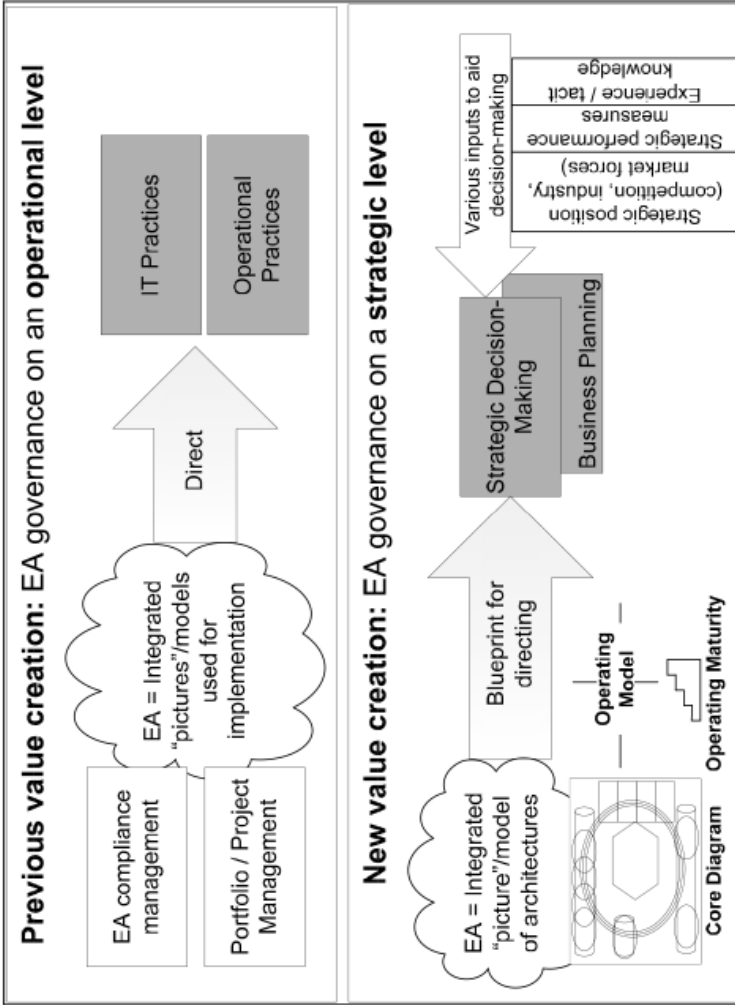 Previous value creation: EA governance on an operational level
EA compliance
management
Portfolio / Project
Management
EA = Integrated
“pictures”/models
used for
implementation
Direct
IT Practices
Operational
Practices
New value creation: EA governance on a strategic level
EA = Integrated
“picture”/model
of architectures
Core Diagram
Operating
Model
Operating Maturity
Blueprint for
directing
Strategic Decision-
Making
Business Planning
Various inputs to aid
decision-making
Strategic position
(competition, industry,
market forces)
Strategic performance
measures
Experience / tacit
knowledge